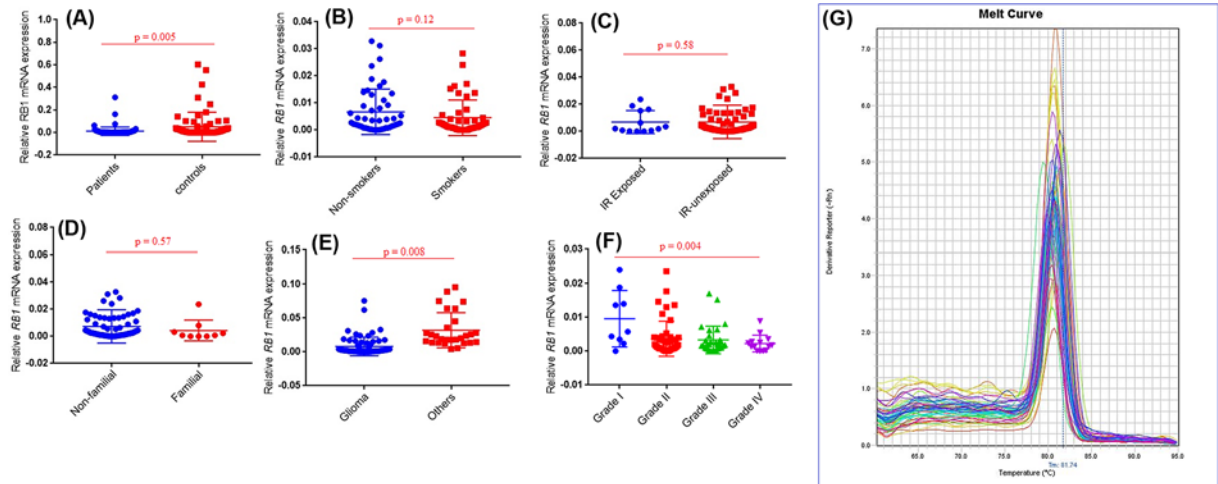 (A)
p = 0.005
Relative RB1 mRNA expression
1.0
0.8
0.6
0.4
0.2
0.0
-0.2
Patients
controls
(B)
p = 0.12
Relative RB1 mRNA expression
0.04
0.03
0.02
0.01
0.00
-0.01
Non-smokers
Smokers
(C)
p = 0.58
Relative RB1 mRNA expression
0.08
0.06
0.04
0.02
0.00
-0.02
IR Exposed
IR-unexposed
(D)
p = 0.57
Relative RB1 mRNA expression
0.08
0.06
0.04
0.02
0.00
-0.02
Non-familial
Familial
(E)
p = 0.008
Relative RB1 mRNA expression
0.15
0.10
0.05
0.00
-0.05
Glioma
Others
(F)
p = 0.004
Relative RB1 mRNA expression
0.03
0.02
0.01
0.00
-0.01
Grade I
Grade II
Grade III
Grade IV
(G)
Melt Curve
Derivative Reporter (-Rn)
7.0
6.0
5.0
4.0
3.0
2.0
1.0
0.0
65.0
70.0
75.0
80.0
85.0
90.0
95.0
Tm: 81.74
Temperature (°C)